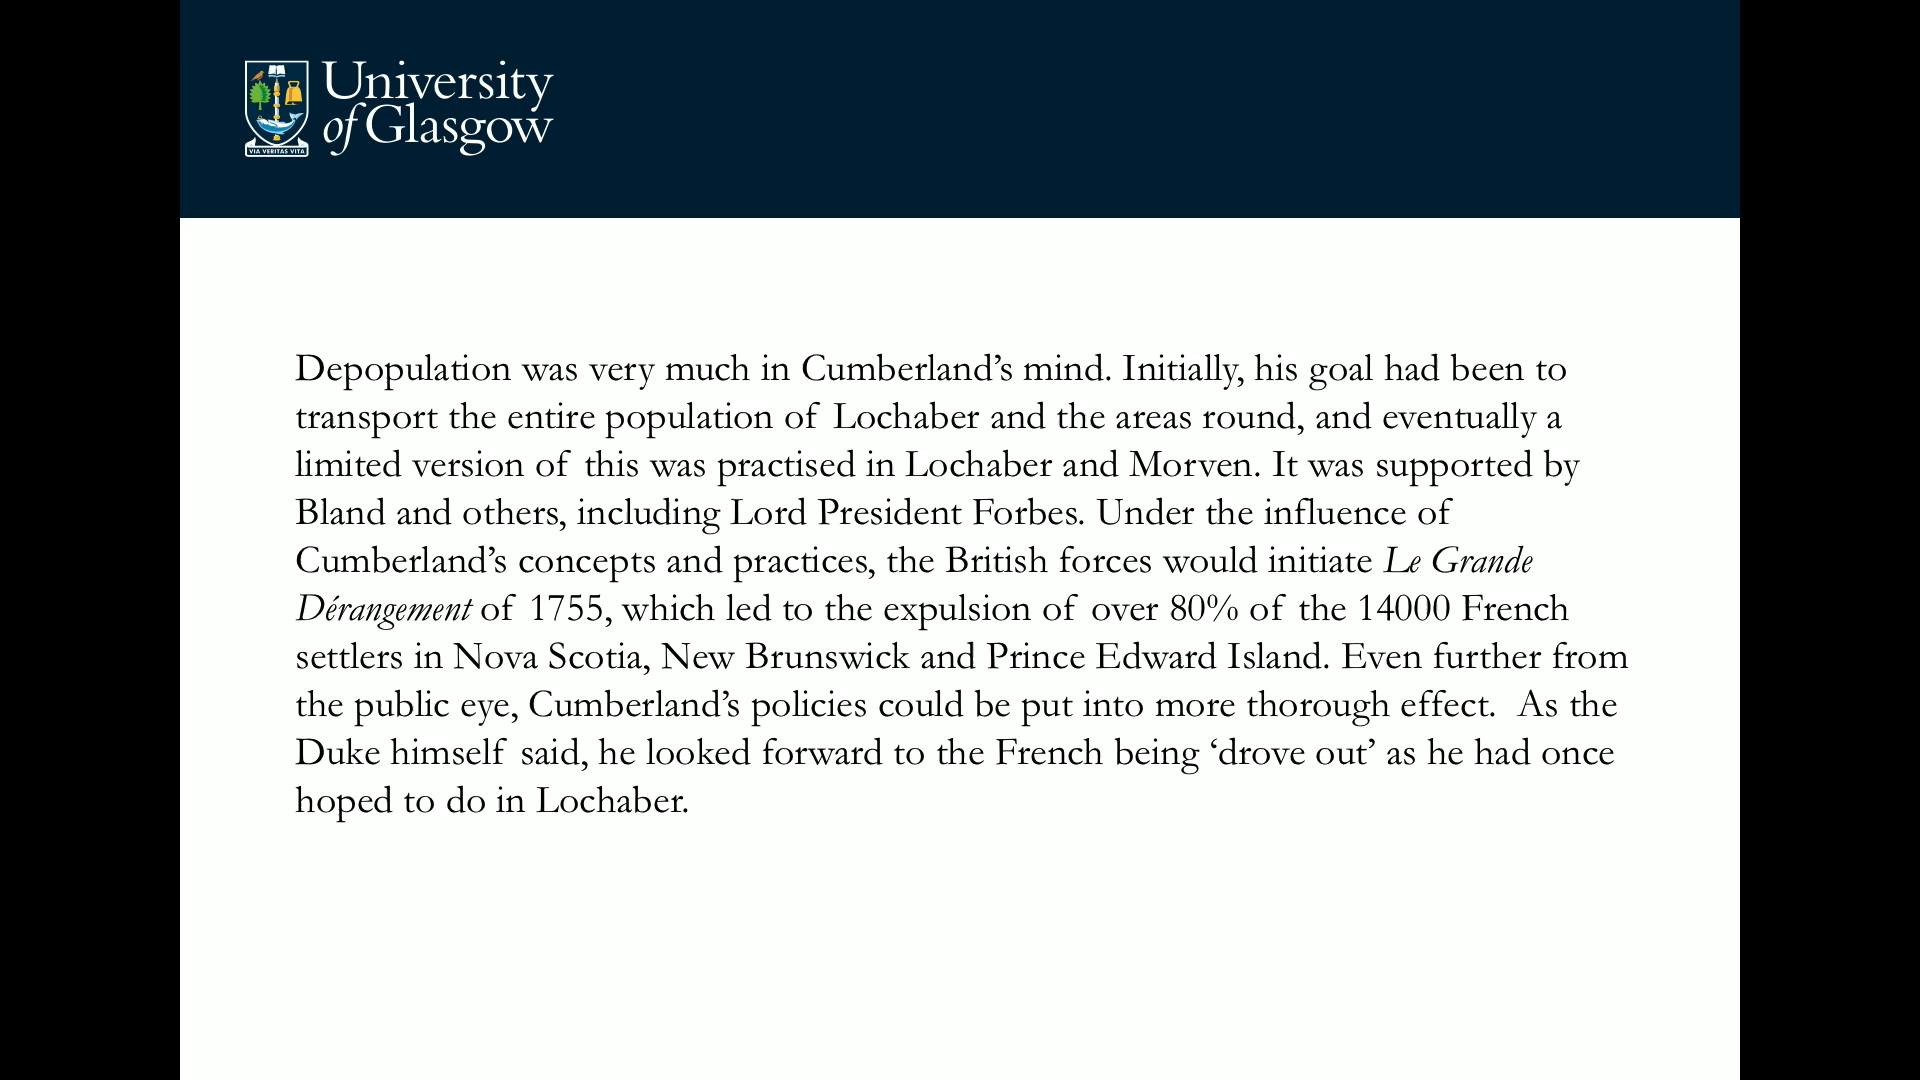 University
of Glasgow
VIA VERITAS VITA
Depopulation was very much in Cumberland’s mind. Initially, his goal had been to
transport the entire population of Lochaber and the areas round, and eventually a
limited version of this was practised in Lochaber and Morven. It was supported by
Bland and others, including Lord President Forbes. Under the influence of
Cumberland’s concepts and practices, the British forces would initiate Le Grande
Dérangement of 1755, which led to the expulsion of over 80% of the 14000 French
settlers in Nova Scotia, New Brunswick and Prince Edward Island. Even further from
the public eye, Cumberland’s policies could be put into more thorough effect. As the
Duke himself said, he looked forward to the French being ‘drove out’ as he had once
hoped to do in Lochaber.